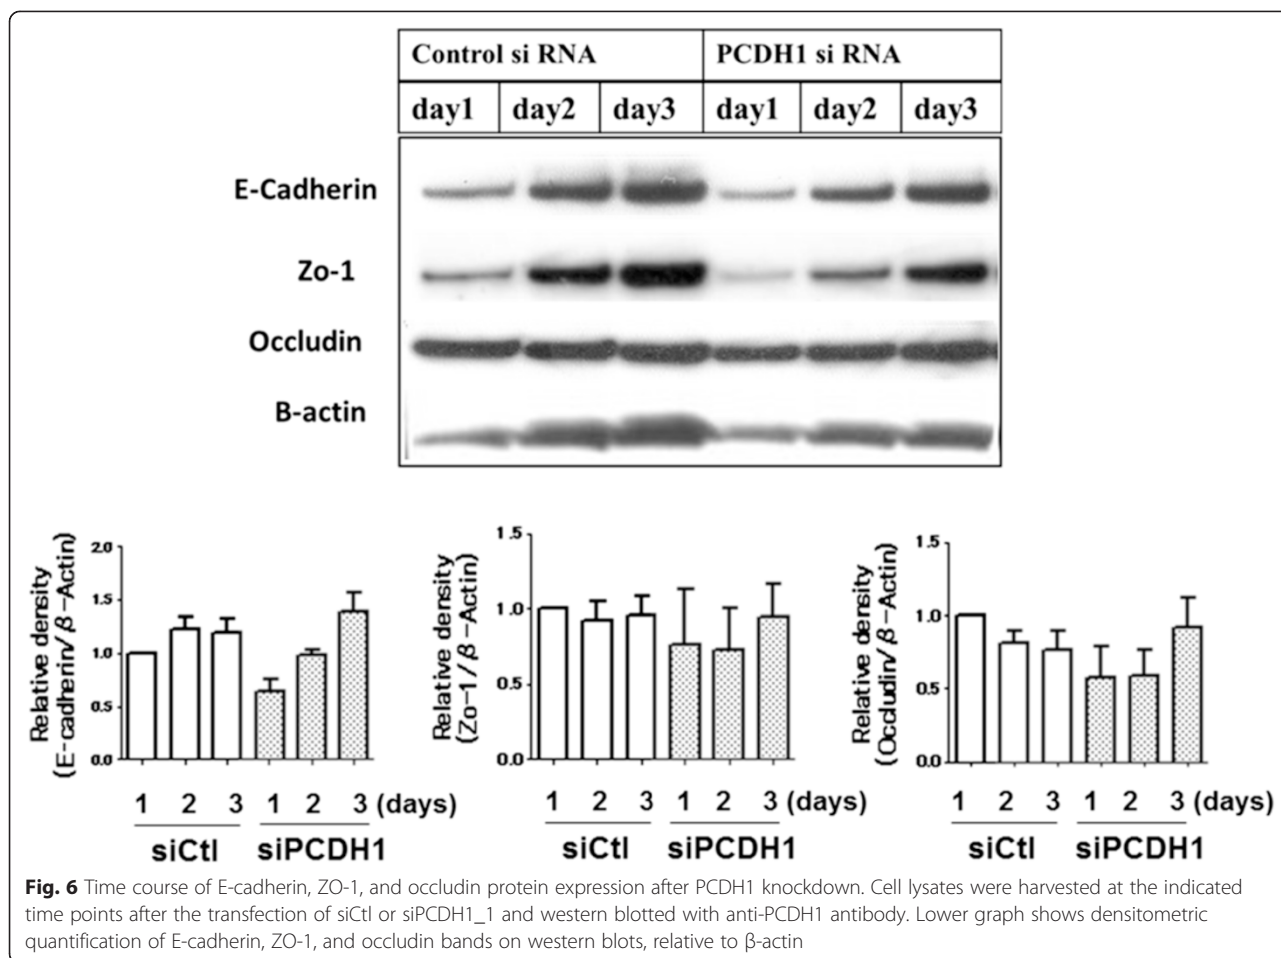 Control si RNA PCDH1 si RNA
day1 day2 day3 day1 day2 day3
E-Cadherin
Zo-1
Occludin
B-actin
Relative density
(E-cadherin/β-Actin)
2.0
1.5
1.0
0.5
0.0
1 2 3 1 2 3 (days)
siCtl siPCDH1
Relative density
(Zo-1/β-Actin)
1.5
1.0
0.5
0.0
1 2 3 1 2 3 (days)
siCtl siPCDH1
Relative density
(Occludin/β-Actin)
1.5
1.0
0.5
0.0
1 2 3 1 2 3 (days)
siCtl siPCDH1
Fig. 6 Time course of E-cadherin, ZO-1, and occludin protein expression after PCDH1 knockdown. Cell lysates were harvested at the indicated
time points after the transfection of siCtl or siPCDH1_1 and western blotted with anti-PCDH1 antibody. Lower graph shows densitometric
quantification of E-cadherin, ZO-1, and occludin bands on western blots, relative to β-actin